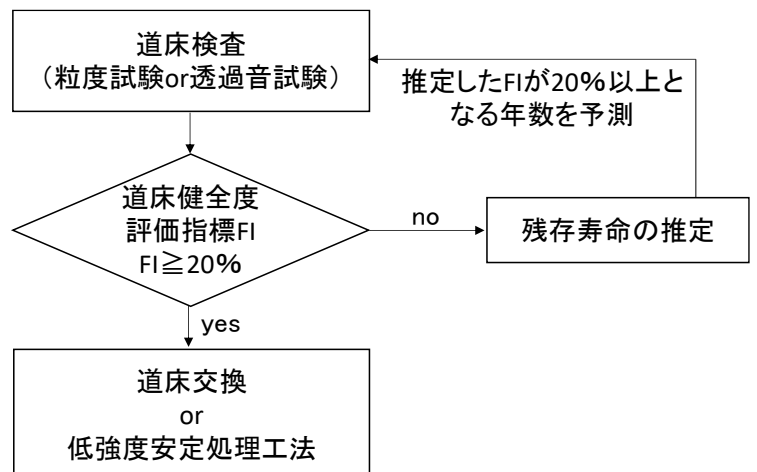 道床検査
（粒度試験or透過音試験）
推定したFIが20％以上と
なる年数を予測
道床健全度
評価指標FI
FI≧20％
no
残存寿命の推定
yes
道床交換
or
低強度安定処理工法